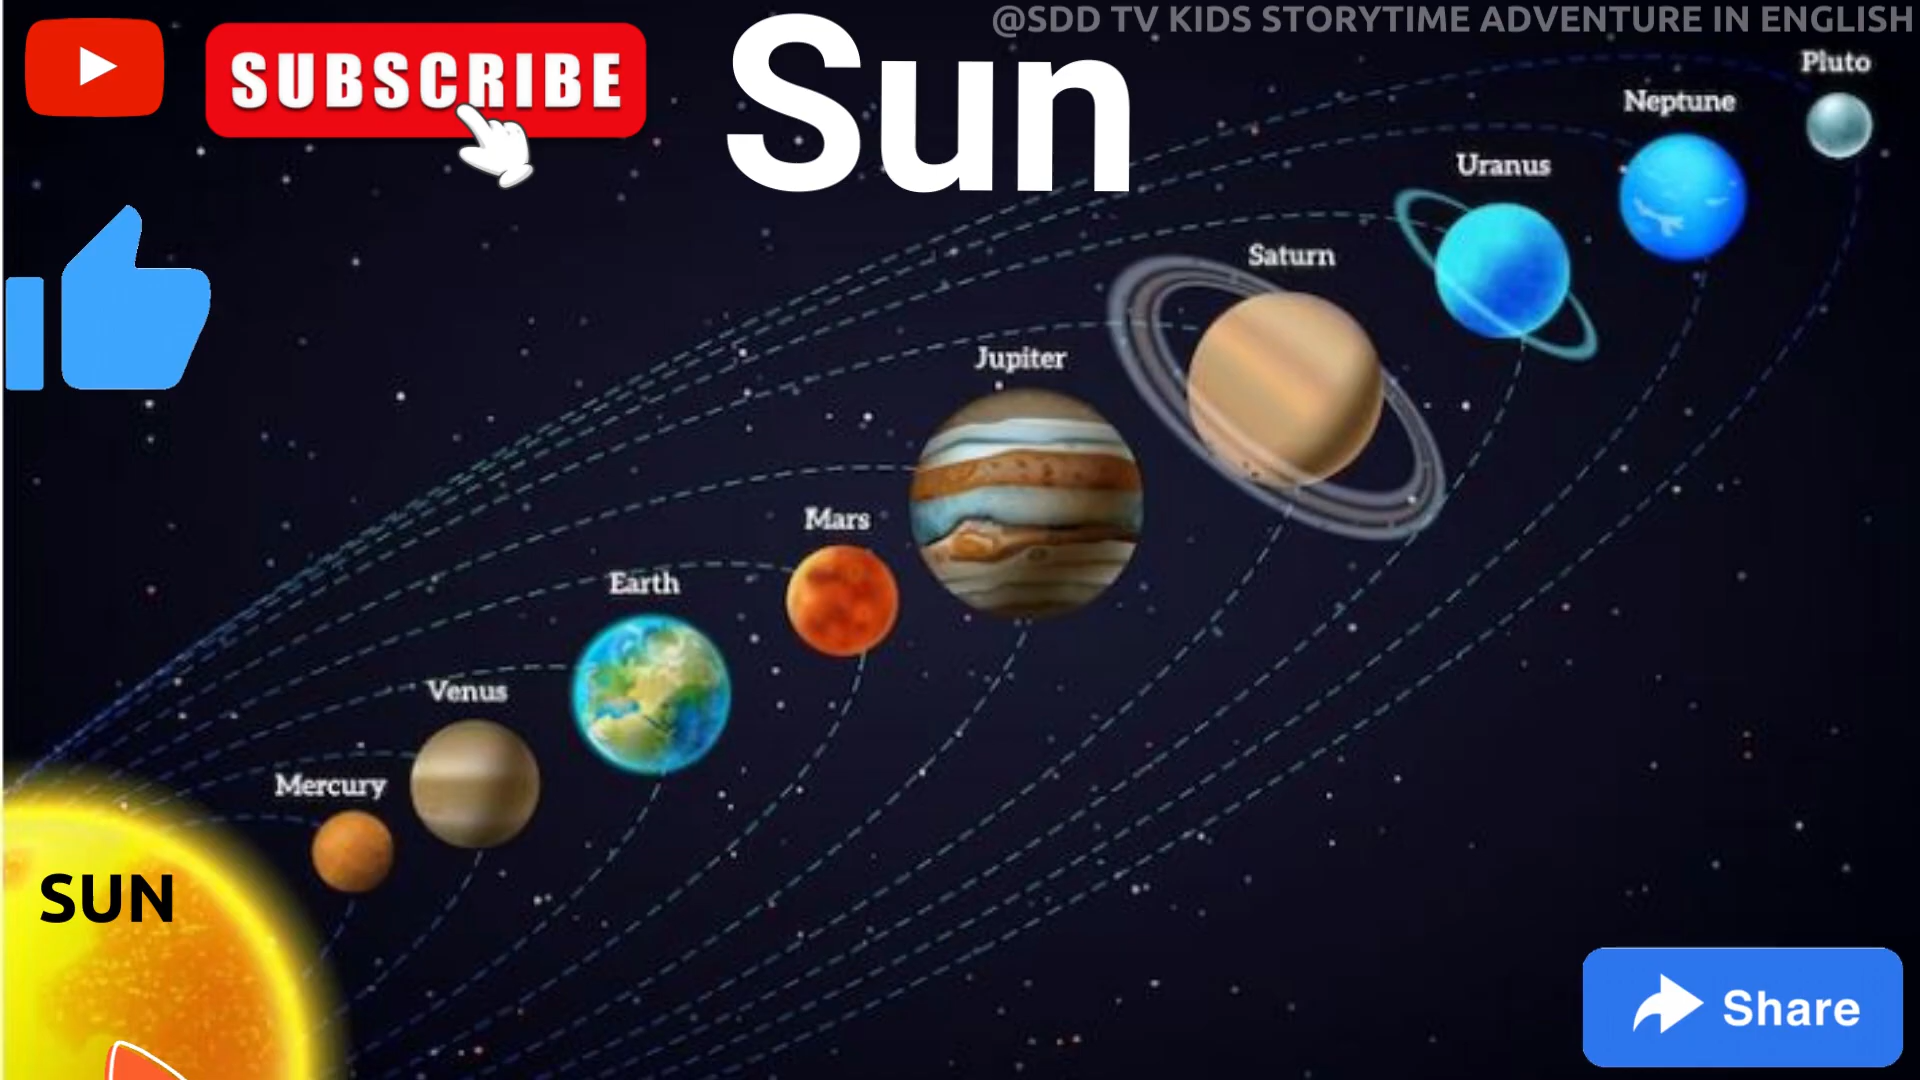 @SDD TV KIDS STORYTIME ADVENTURE IN ENGLISH
SUBSCRIBE
Sun
Pluto
Neptune
Uranus
Saturn
Jupiter
Mars
Earth
Venus
Mercury
SUN
Share